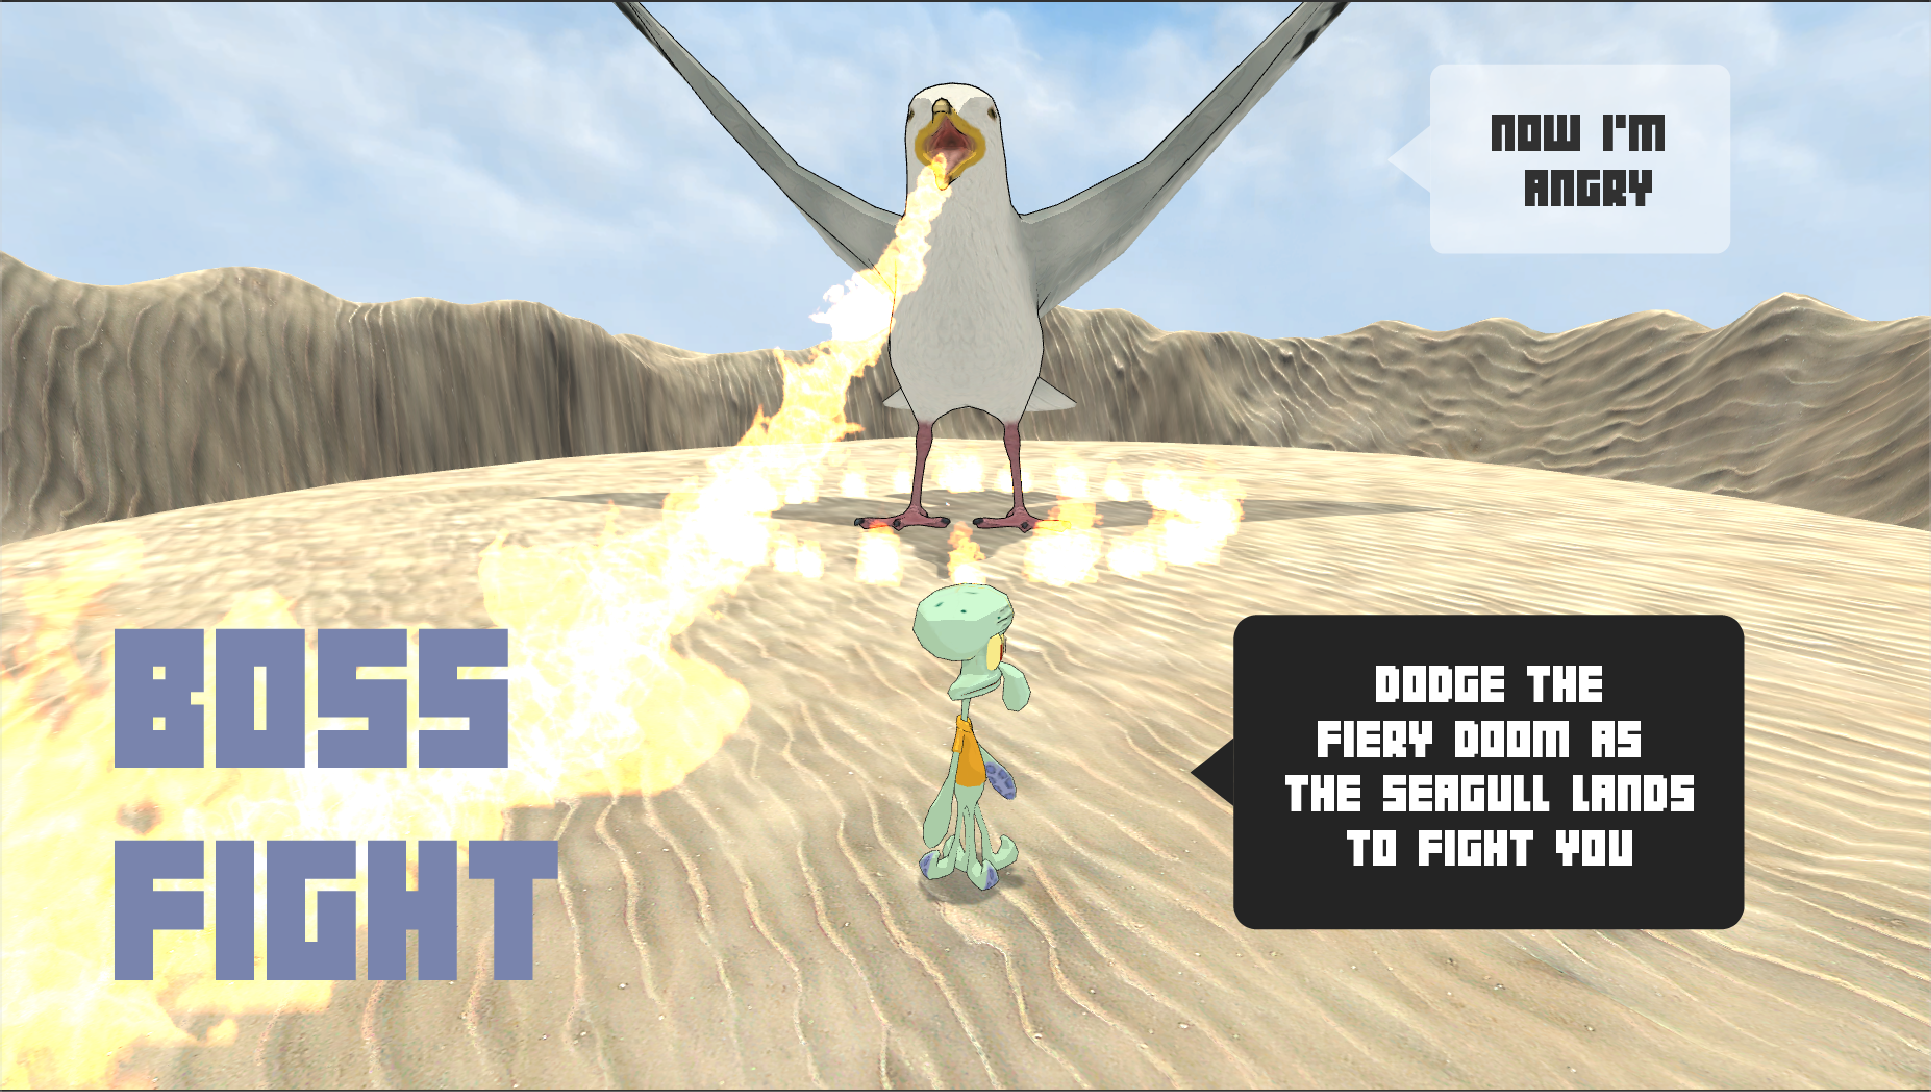 NOW I'M
ANGRY
BOSS
FIGHT
DODGE THE
FIERY DOOM AS
THE SEAGULL LANDS
TO FIGHT YOU